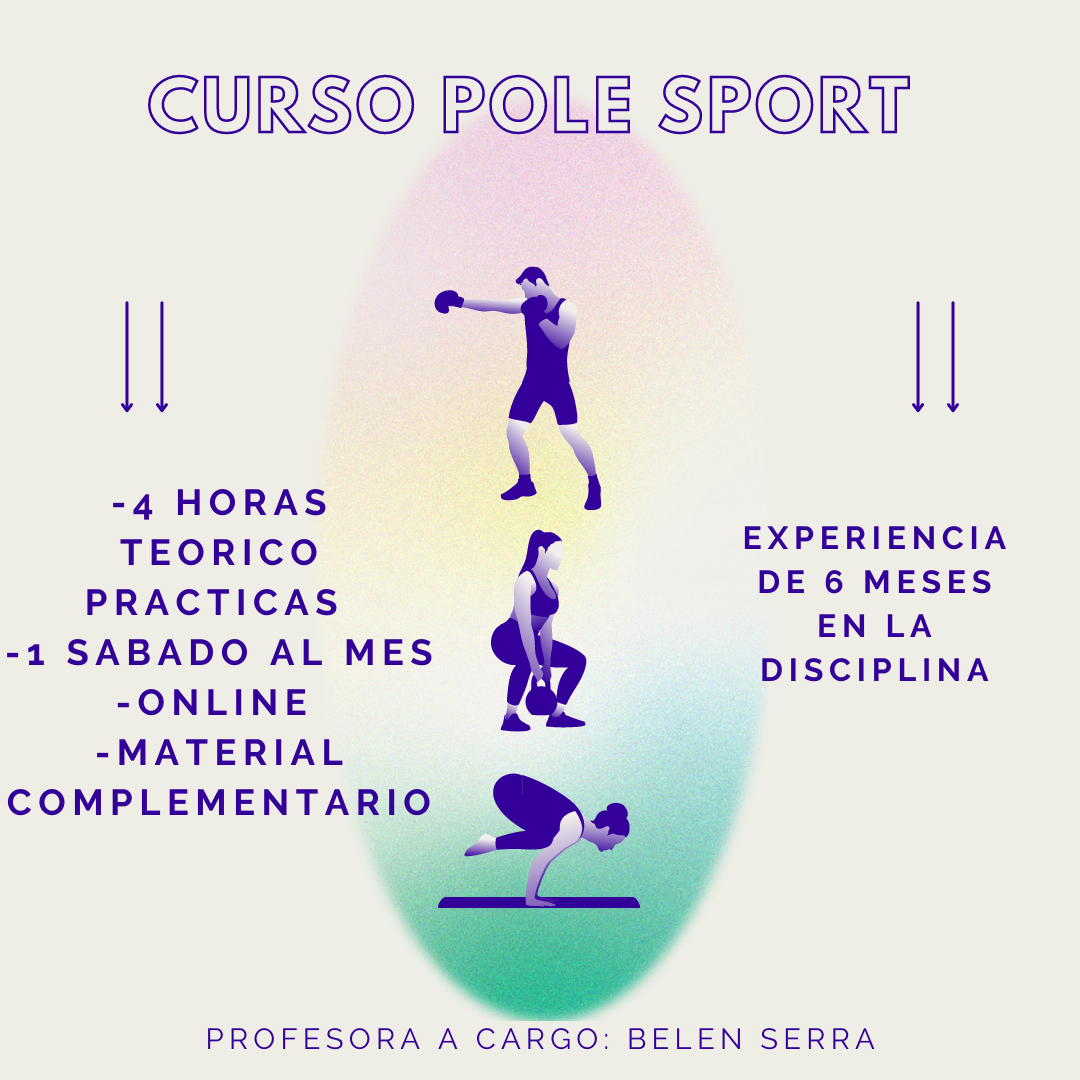 CURSO POLE SPORT
-4 HORAS
TEORICO
PRACTICAS
-1 SABADO AL MES
-ONLINE
-MATERIAL
COMPLEMENTARIO
EXPERIENCIA
DE 6 MESES
EN LA
DISCIPLINA
PROFESORA A CARGO: BELEN SERRA